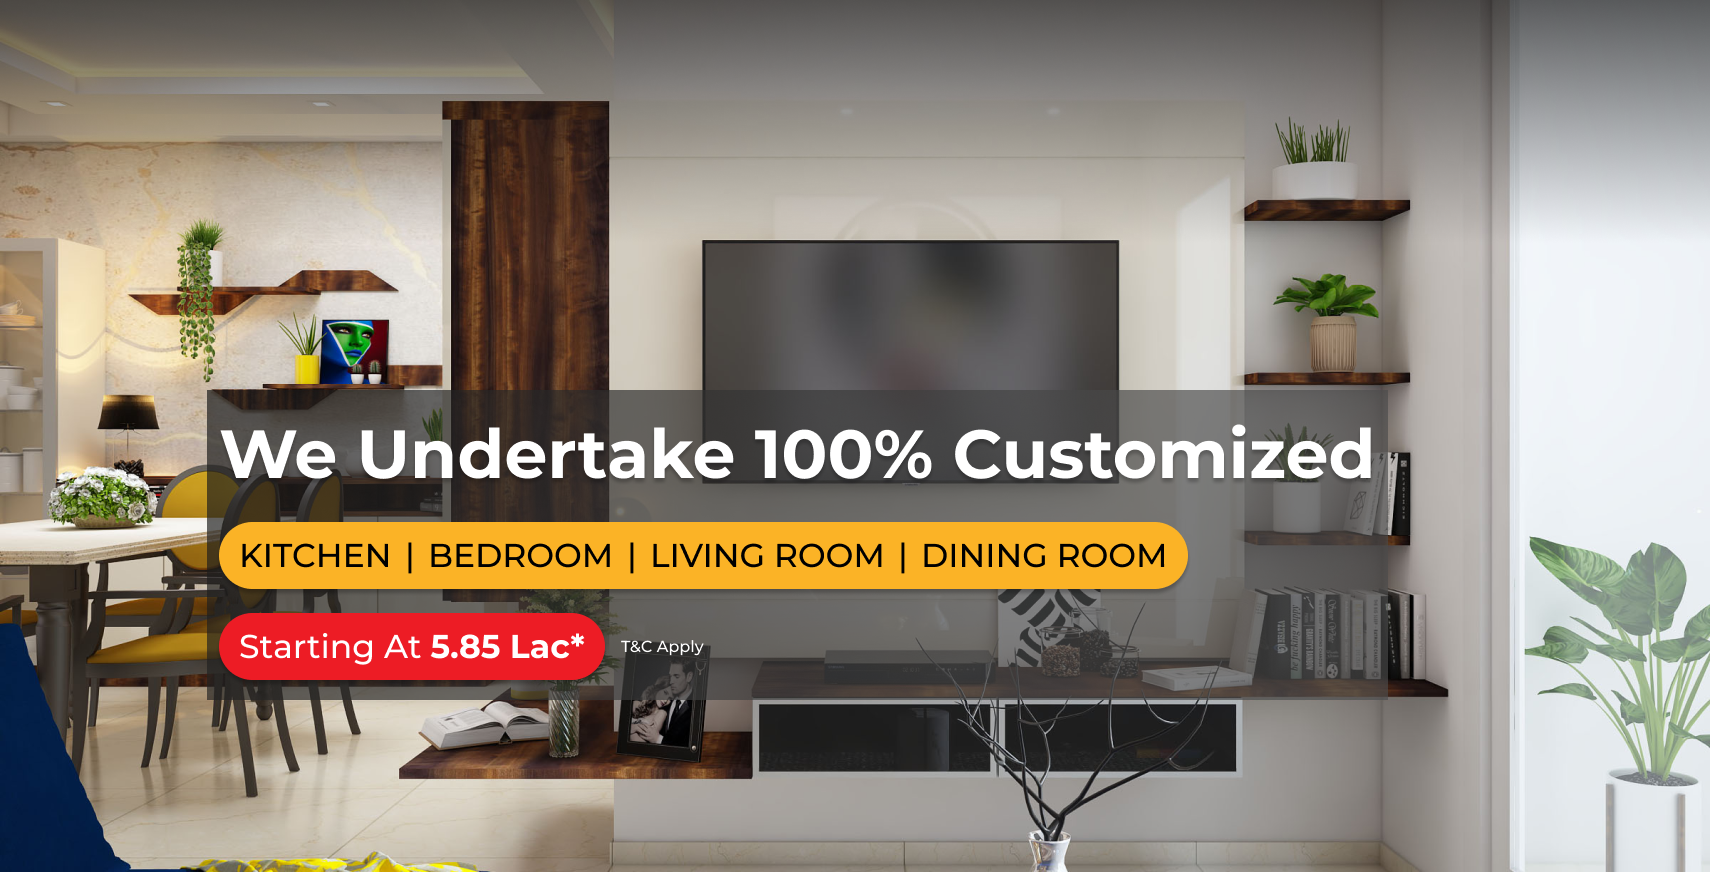 We Undertake 100% Customized
KITCHEN | BEDROOM | LIVING ROOM | DINING ROOM
Starting At 5.85 Lac* T&C Apply